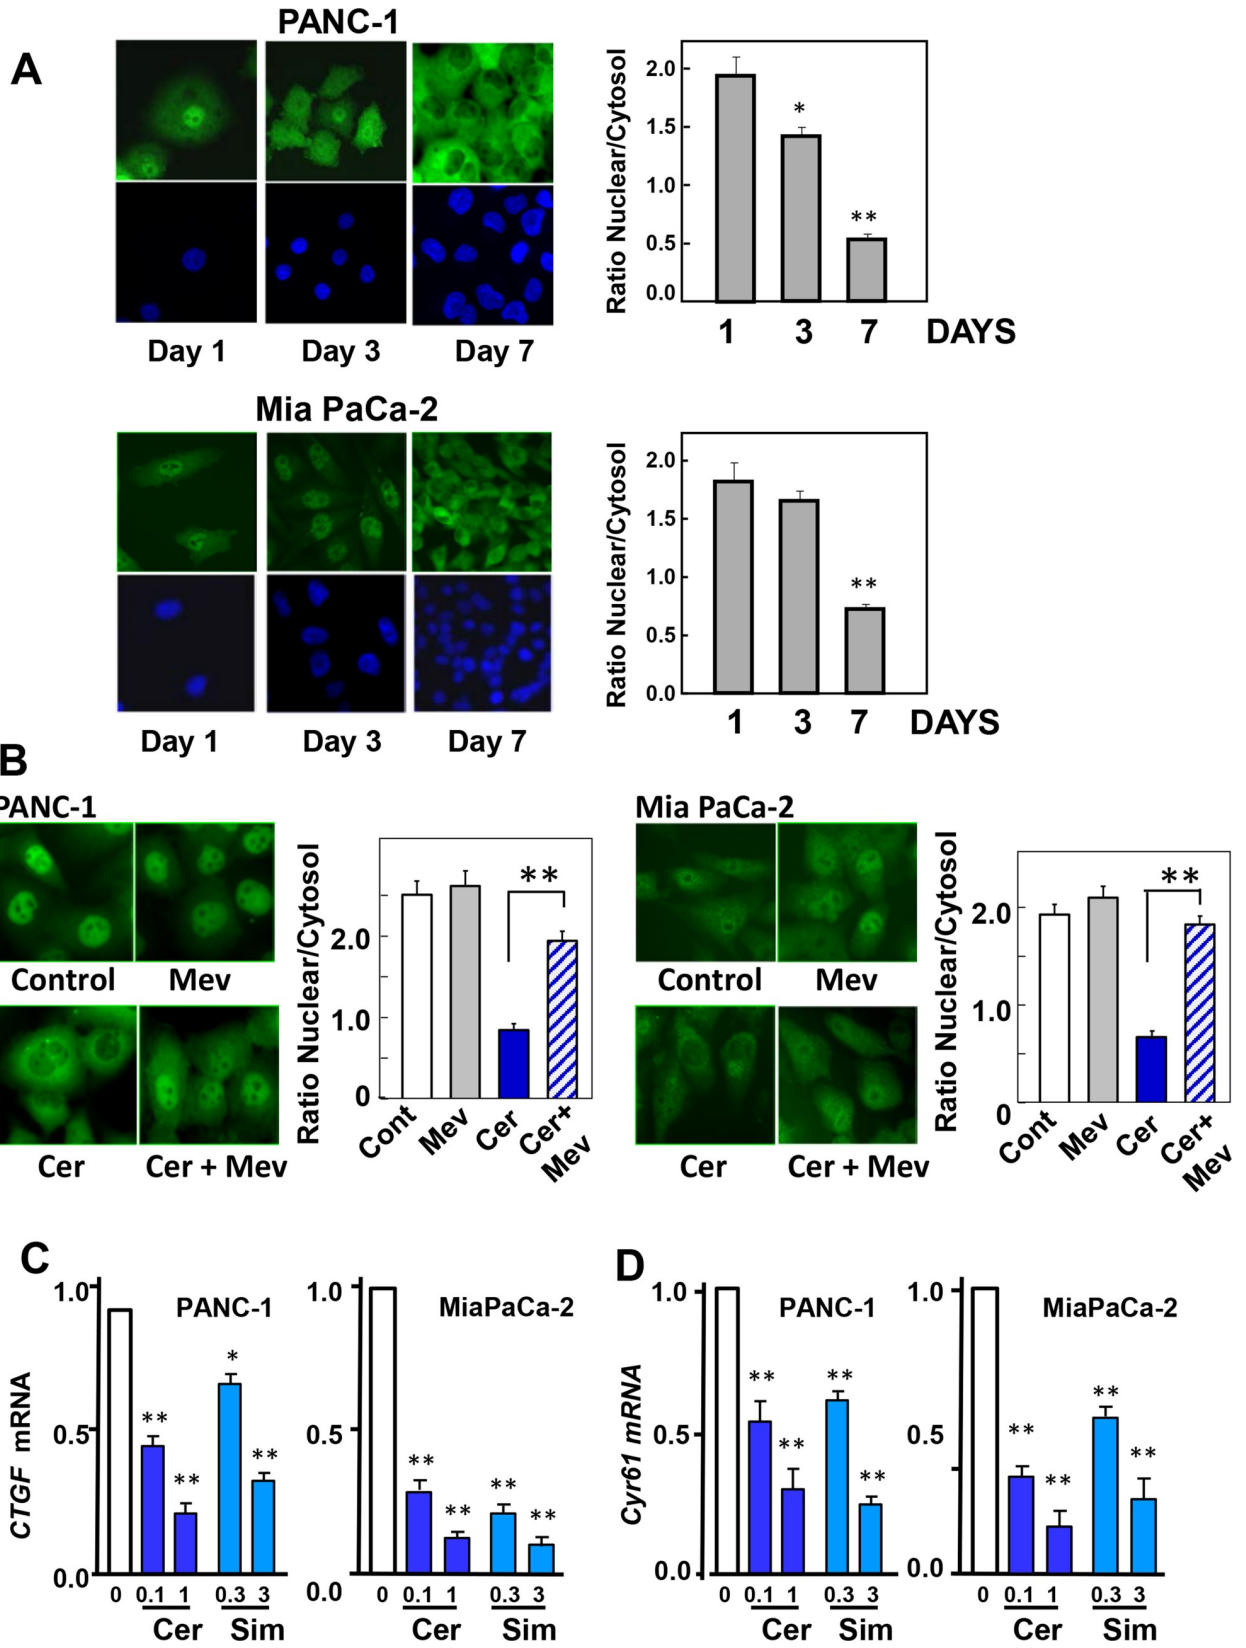 PANC-1
A
Day 1 Day 3 Day 7
Ratio Nuclear/Cytosol
2.0
1.5
1.0
0.5
0.0
*
**
1 3 7 DAYS
Mia PaCa-2
Day 1 Day 3 Day 7
Ratio Nuclear/Cytosol
2.0
1.5
1.0
0.5
0.0
**
1 3 7 DAYS
B
PANC-1
Control Mev
Cer Cer + Mev
Ratio Nuclear/Cytosol
2.0
1.0
0
**
Cont Mev Cer Cer+ Mev
Mia PaCa-2
Control Mev
Cer Cer + Mev
Ratio Nuclear/Cytosol
2.0
1.0
0
**
Cont Mev Cer Cer+ Mev
C
CTGF mRNA
PANC-1
1.0
0.5
0.0
** ** * **
0 0.1 1 0.3 3
Cer Sim
MiaPaCa-2
1.0
0.5
0.0
** ** ** **
0 0.1 1 0.3 3
Cer Sim
D
Cyr61 mRNA
PANC-1
1.0
0.5
0.0
** ** ** **
0 0.1 1 0.3 3
Cer Sim
MiaPaCa-2
1.0
0.5
0.0
** ** ** **
0 0.1 1 0.3 3
Cer Sim